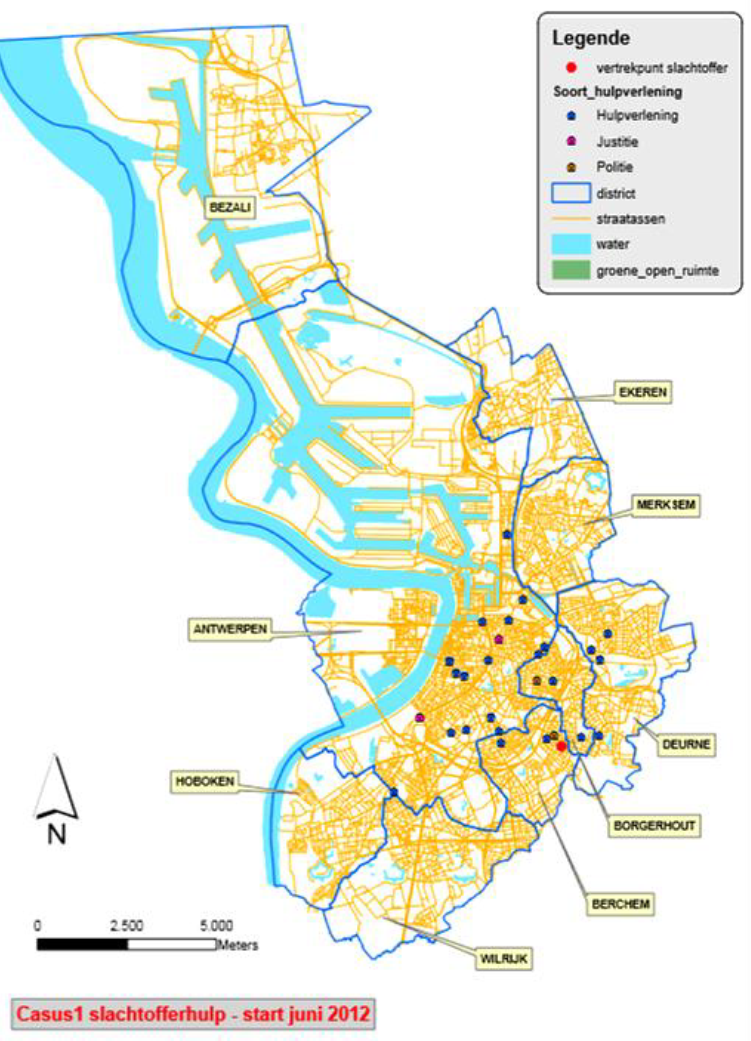 Legende
vertrekpunt slachtoffer
Soort_hulpverlening
Hulpverlening
Justitie
Politie
district
straatassen
water
groene_open_ruimte
BEZALI
EKEREN
MERKSEM
ANTWERPEN
DEURNE
HOBOKEN
BORGERHOUT
BERCHEM
WILRIJK
N
0 2.500 5.000
Meters
Casus1 slachtofferhulp - start juni 2012